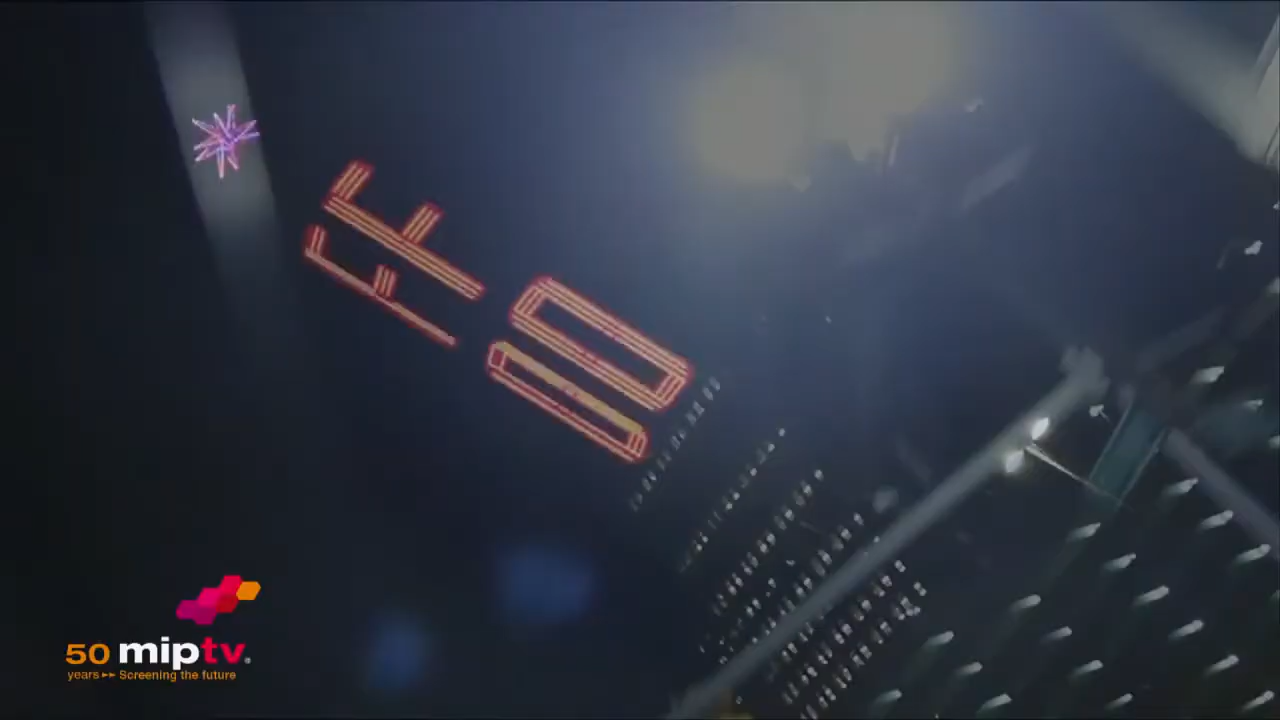 50 miptv.
years ►► Screening the future